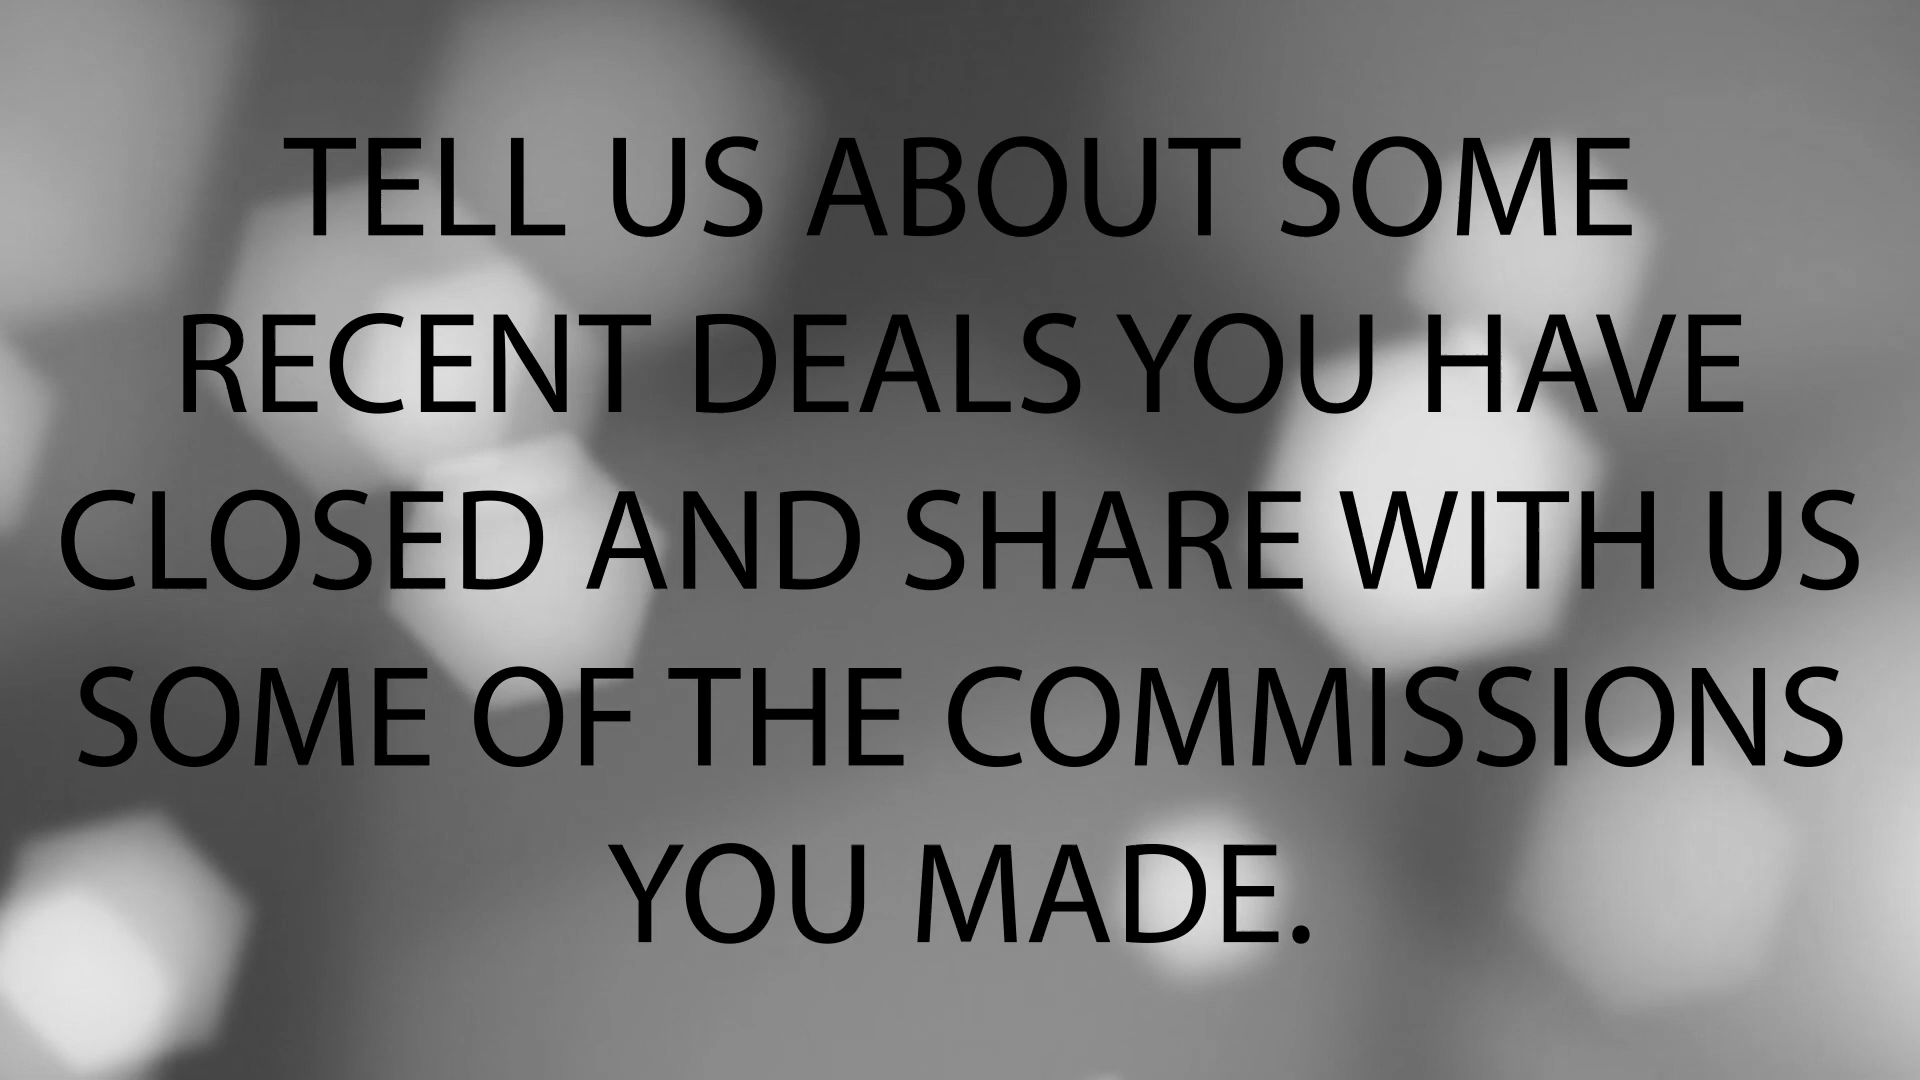 TELL US ABOUT SOME
RECENT DEALS YOU HAVE
CLOSED AND SHARE WITH US
SOME OF THE COMMISSIONS
YOU MADE.